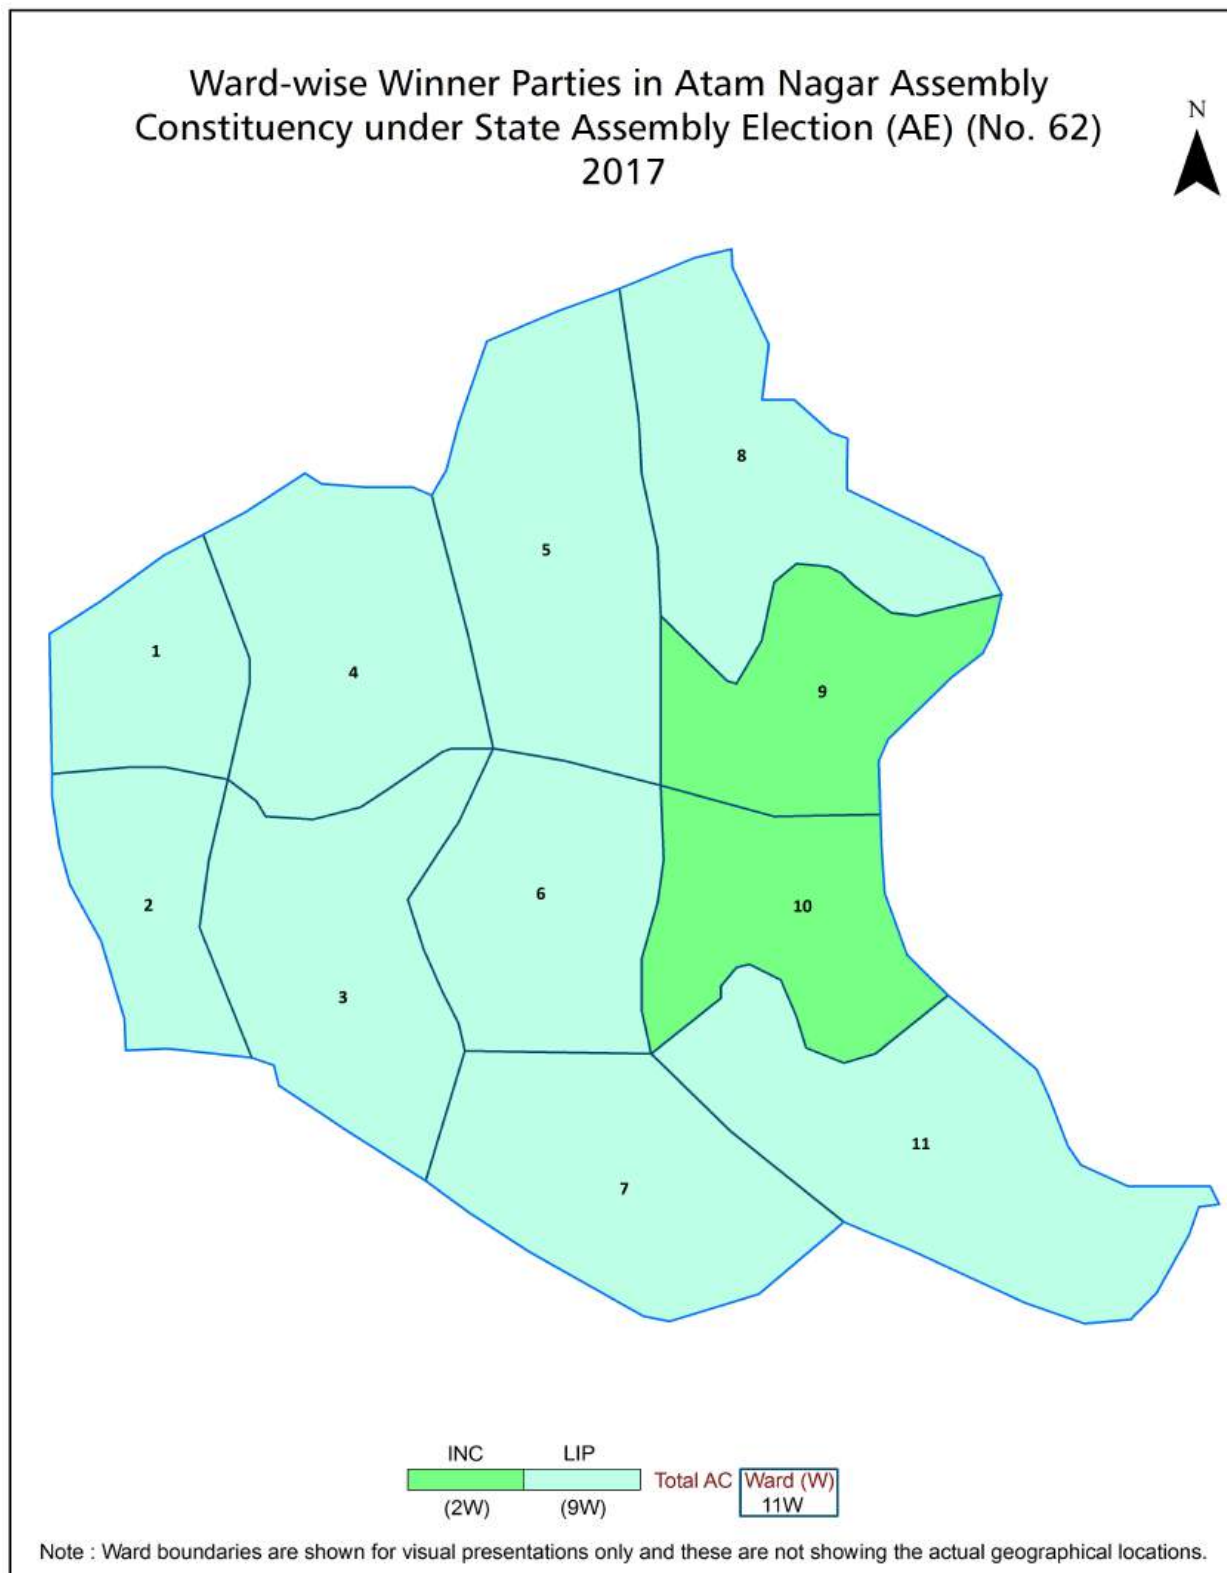 Ward-wise Winner Parties in Atam Nagar Assembly
Constituency under State Assembly Election (AE) (No. 62)
2017
N
8
5
1
4
9
6
2
10
3
11
7
INC LIP
Total AC Ward (W)
(2W) (9W) 11W
Note : Ward boundaries are shown for visual presentations only and these are not showing the actual geographical locations.